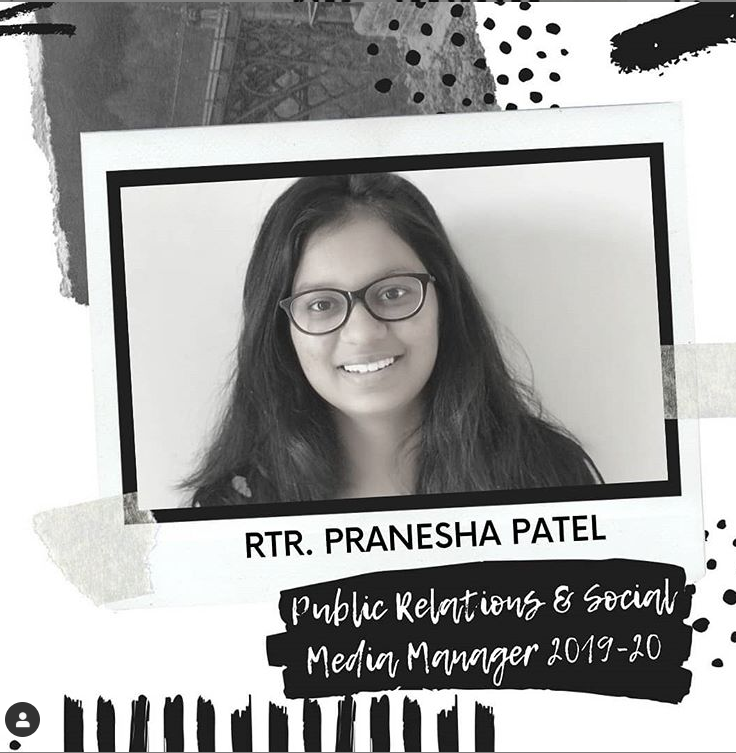 RTR. PRANESHA PATEL
Public Relations & Social
Media Manager 2019-20